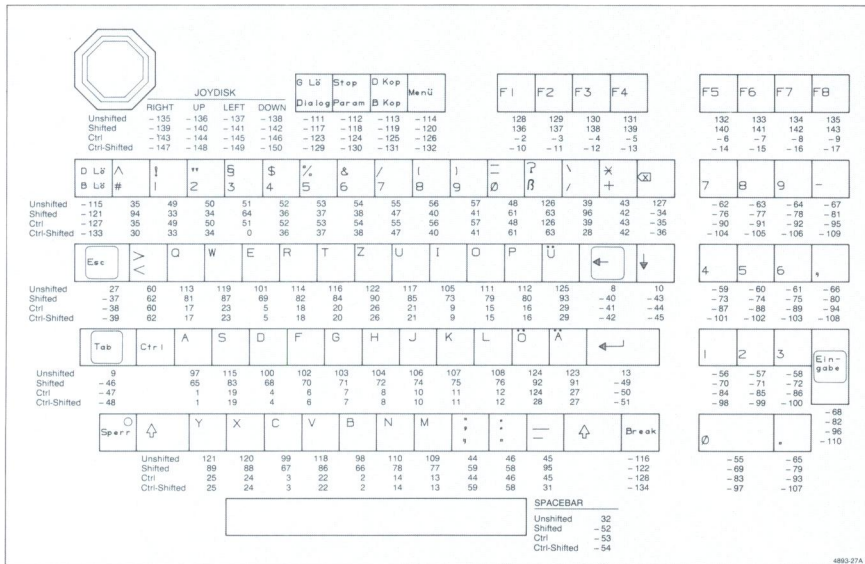 JOYDISK
RIGHT UP LEFT DOWN
Unshifted -135 -136 -137 -138
Shifted -139 -140 -141 -142
Ctrl -143 -144 -145 -146
Ctrl-Shifted -147 -148 -149 -150
G Lö Stop D Kop Menü
Dialog Param B Kop
-111 -112 -113 -114
-117 -118 -119 -120
-123 -124 -125 -126
-129 -130 -131 -132
F1 F2 F3 F4
128 129 130 131
136 137 138 139
-2 -3 -4 -5
-10 -11 -12 -13
F5 F6 F7 F8
132 133 134 135
140 141 142 143
-6 -7 -8 -9
-14 -15 -16 -17
D Lö ^ ! " § $ % & / ( ) = ? \ *
B Lö # 1 2 3 4 5 6 7 8 9 Ø ß / +
Unshifted -115 35 49 50 51 52 53 54 55 56 57 48 126 39 43 127
Shifted -121 94 33 34 64 36 37 38 47 40 41 61 63 96 42 -34
Ctrl -127 35 49 50 51 52 53 54 55 56 57 48 126 39 43 -35
Ctrl-Shifted -133 30 33 34 0 36 37 38 47 40 41 61 63 28 42 -36
7 8 9 -
-62 -63 -64 -67
-76 -77 -78 -81
-90 -91 -92 -95
-104 -105 -106 -109
Esc > < Q W E R T Z U I O P Ü ← ↓
Unshifted 27 60 113 119 101 114 116 122 117 105 111 112 125 8 10
Shifted -37 62 81 87 69 82 84 90 85 73 79 80 93 -40 -43
Ctrl -38 60 17 23 5 18 20 26 21 9 15 16 29 -41 -44
Ctrl-Shifted -39 62 17 23 5 18 20 26 21 9 15 16 29 -42 -45
4 5 6 ,
-59 -60 -61 -66
-73 -74 -75 -80
-87 -88 -89 -94
-101 -102 -103 -108
Tab Ctrl A S D F G H J K L Ö Ä
Unshifted 9 97 115 100 102 103 104 106 107 108 124 123 13
Shifted -46 65 83 68 70 71 72 74 75 76 92 91 -49
Ctrl -47 1 19 4 6 7 8 10 11 12 124 27 -50
Ctrl-Shifted -48 1 19 4 6 7 8 10 11 12 28 27 -51
1 2 3 Ein-
gabe
-56 -57 -58
-70 -71 -72
-84 -85 -86
-98 -99 -100
-68
-82
-96
-110
Sperr Y X C V B N M ; , : . _ - Break
Unshifted 121 120 99 118 98 110 109 44 46 45 -116
Shifted 89 88 67 86 66 78 77 59 58 95 -122
Ctrl 25 24 3 22 2 14 13 44 46 45 -128
Ctrl-Shifted 25 24 3 22 2 14 13 59 58 31 -134
Ø .
-55 -65
-69 -79
-83 -93
-97 -107
SPACEBAR
Unshifted 32
Shifted -52
Ctrl -53
Ctrl-Shifted -54
4893-27A